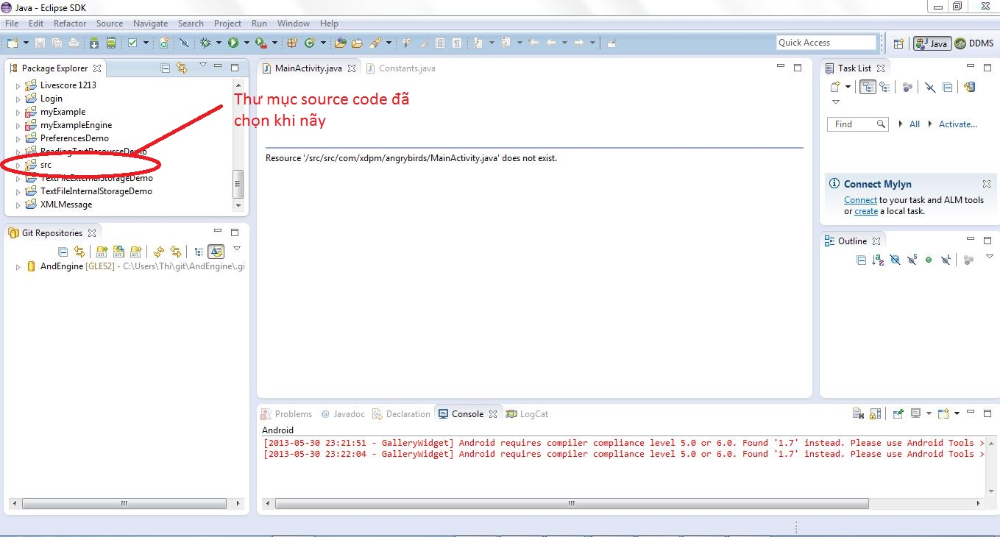 Java - Eclipse SDK
File Edit Refactor Source Navigate Search Project Run Window Help
Quick Access
Java
DDMS
Package Explorer
Livescore 1213
Login
myExample
myExampleEngine
PreferencesDemo
ReadingTextResourceDemo
src
TextFileExternalStorageDemo
TextFileInternalStorageDemo
XMLMessage
Thư mục source code đã
chọn khi nãy
Git Repositories
AndEngine [GLES2] - C:\Users\Thi\git\AndEngine\.gi
MainActivity.java
Constants.java
Resource '/src/src/com/xdpm/angrybirds/MainActivity.java' does not exist.
Task List
Find All Activate...
Connect Mylyn
Connect to your task and ALM tools
or create a local task.
Outline
Problems @ Javadoc Declaration Console LogCat
Android
[2013-05-30 23:21:51 - GalleryWidget] Android requires compiler compliance level 5.0 or 6.0. Found '1.7' instead. Please use Android Tools >
[2013-05-30 23:22:04 - GalleryWidget] Android requires compiler compliance level 5.0 or 6.0. Found '1.7' instead. Please use Android Tools >